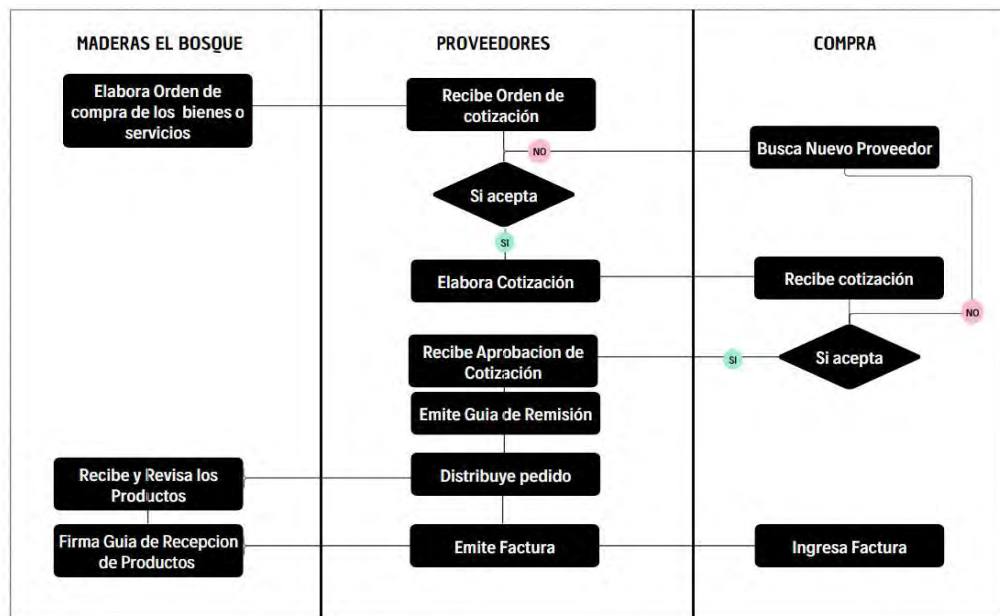 MADERAS EL BOSQUE
PROVEEDORES
COMPRA
Elabora Orden de
compra de los bienes o
servicios
Recibe Orden de
cotización
NO
Busca Nuevo Proveedor
Si acepta
SI
Elabora Cotización
Recibe cotización
NO
Recibe Aprobacion de
Cotización
SI
Si acepta
Emite Guia de Remisión
Recibe y Revisa los
Productos
Distribuye pedido
Firma Guia de Recepcion
de Productos
Emite Factura
Ingresa Factura